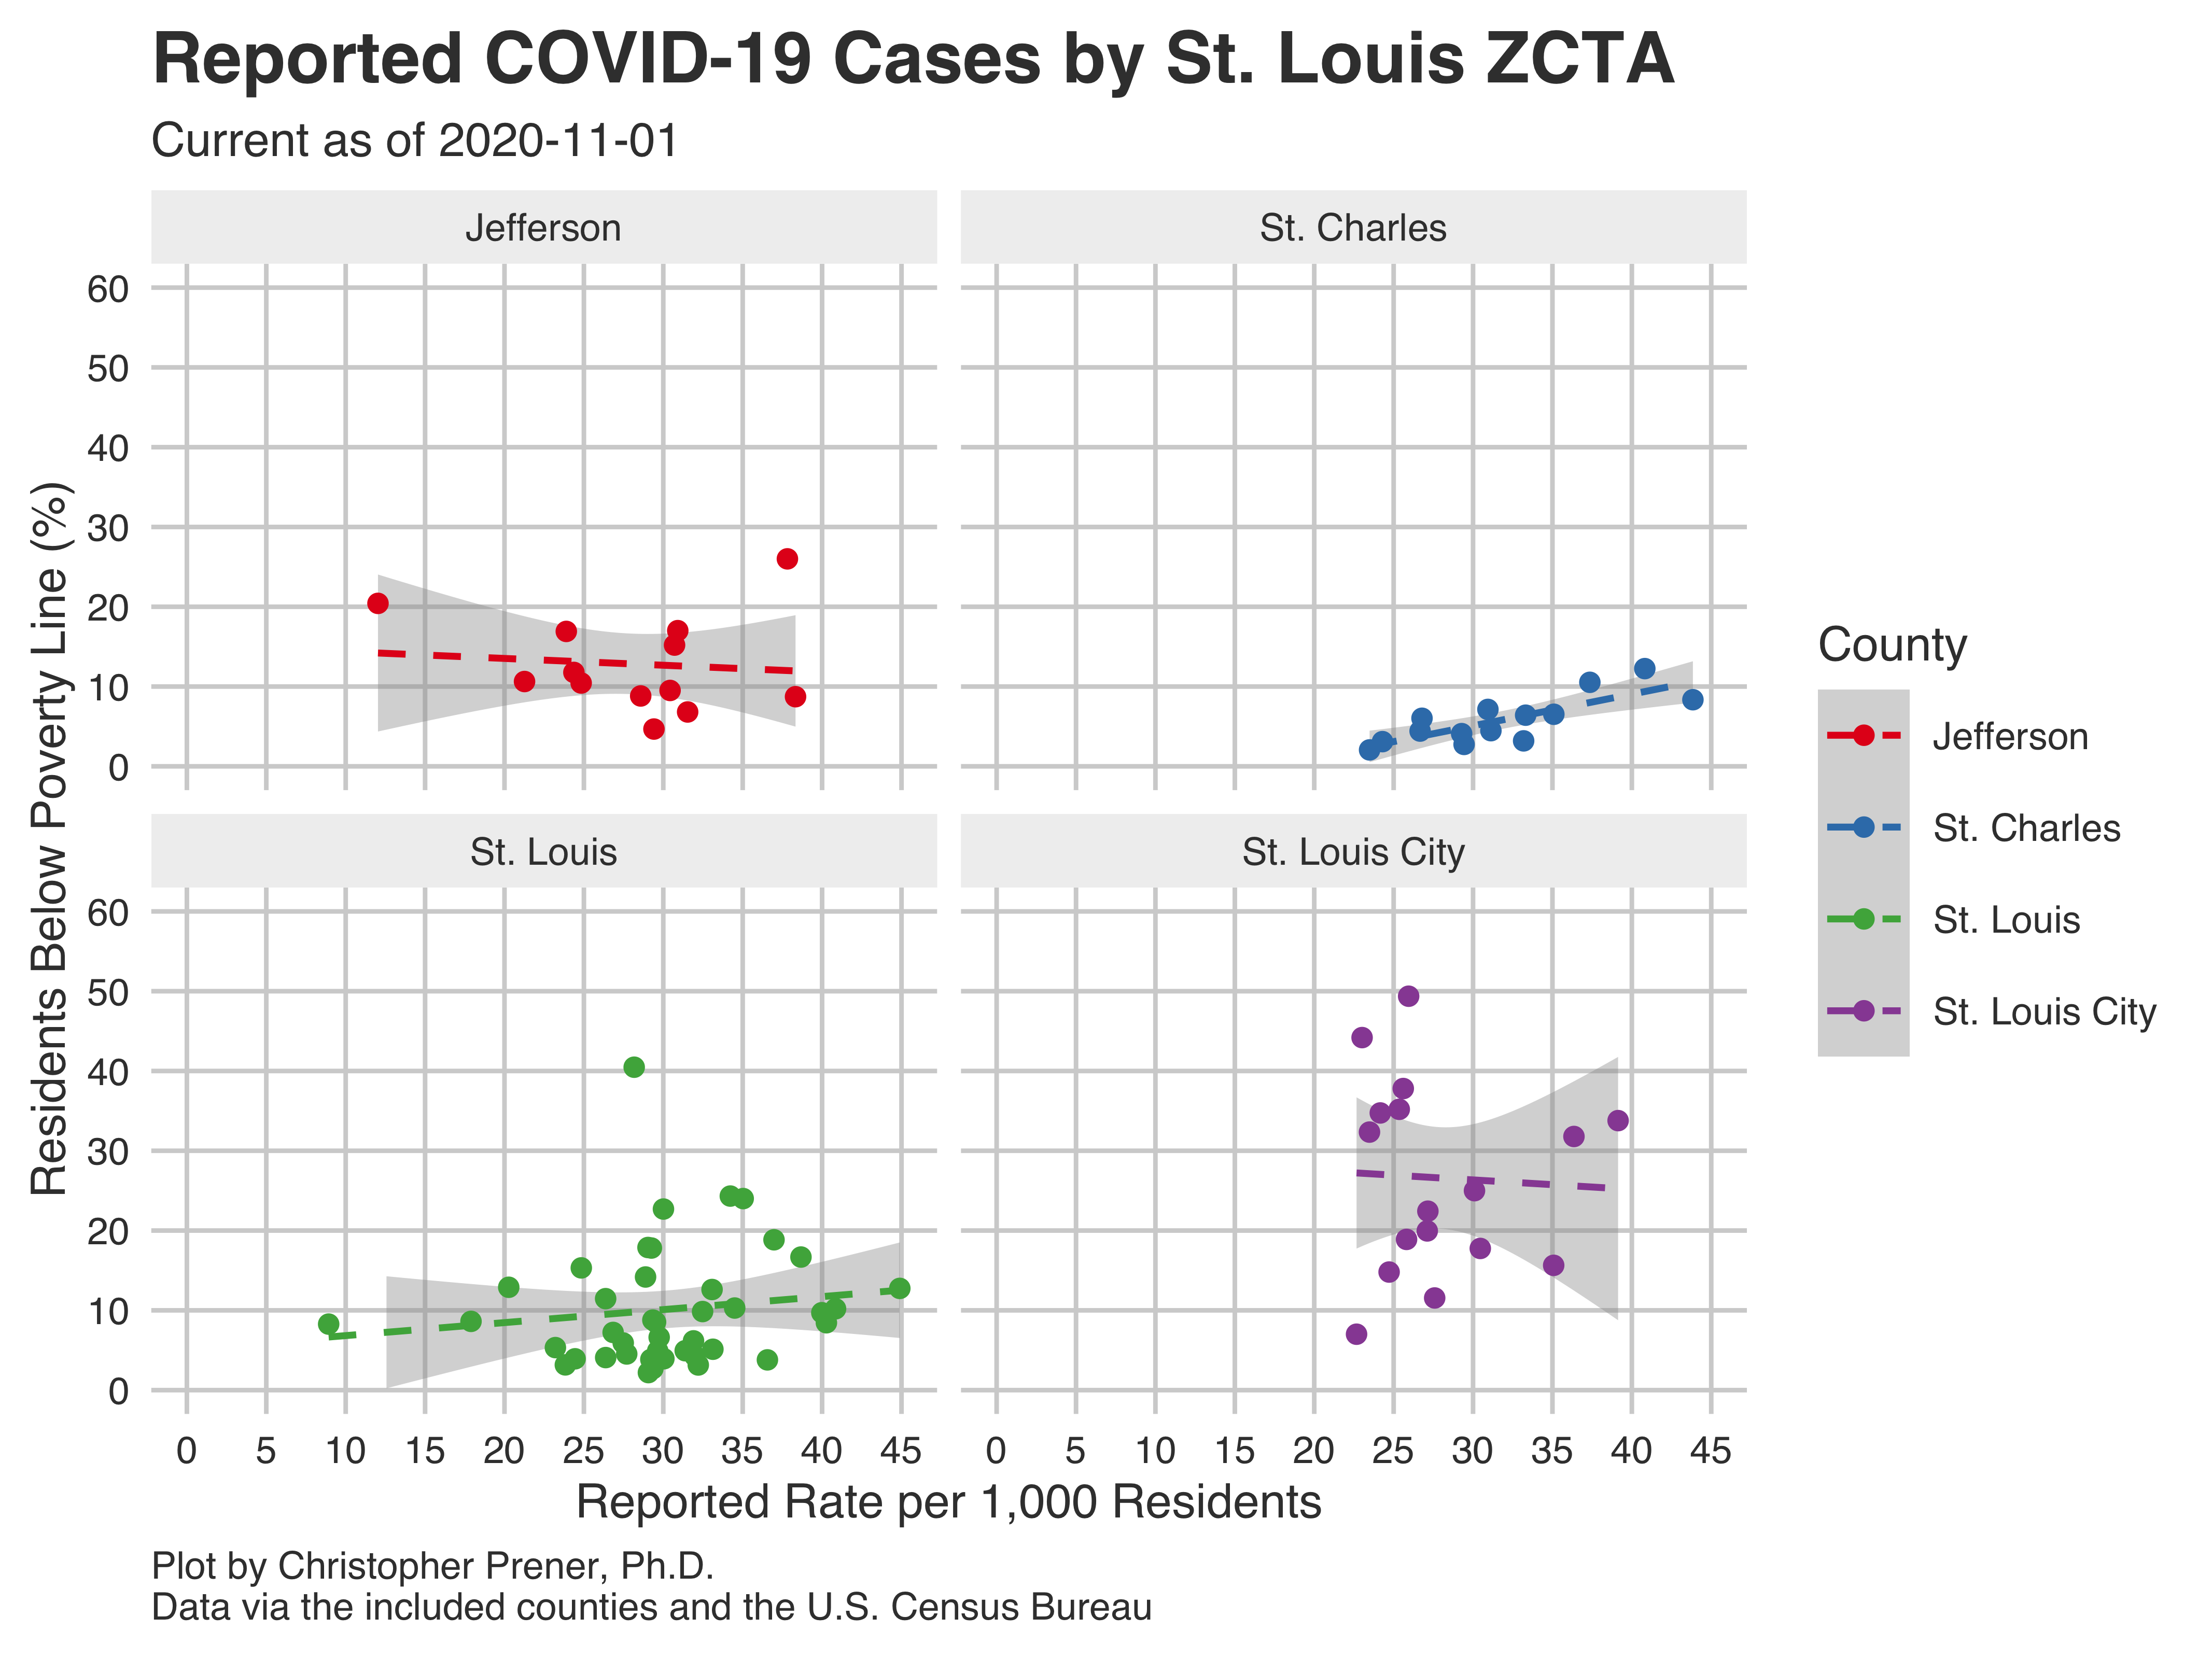 Reported COVID-19 Cases by St. Louis ZCTA
Current as of 2020-11-01
Jefferson
St. Charles
60
50
40
30
20
10
0
St. Louis
St. Louis City
60
50
40
30
20
10
0
0 5 10 15 20 25 30 35 40 45
0 5 10 15 20 25 30 35 40 45
Residents Below Poverty Line (%)
Reported Rate per 1,000 Residents
County
Jefferson
St. Charles
St. Louis
St. Louis City
Plot by Christopher Prener, Ph.D.
Data via the included counties and the U.S. Census Bureau